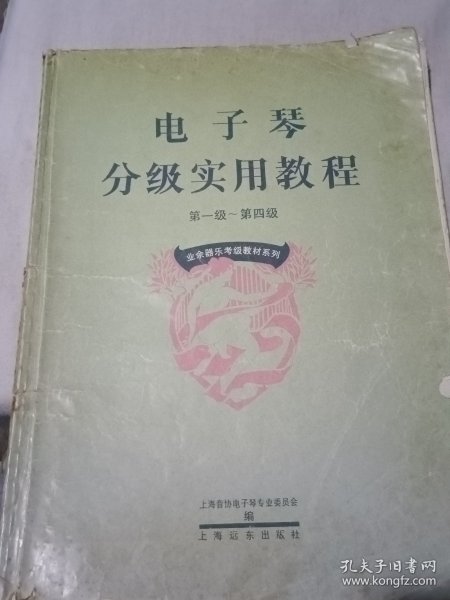 电子琴
分级实用教程
第一级~第四级
业余器乐考级教材系列
上海音协电子琴专业委员会
编
上海远东出版社
孔夫子旧书网
www.kongfz.com